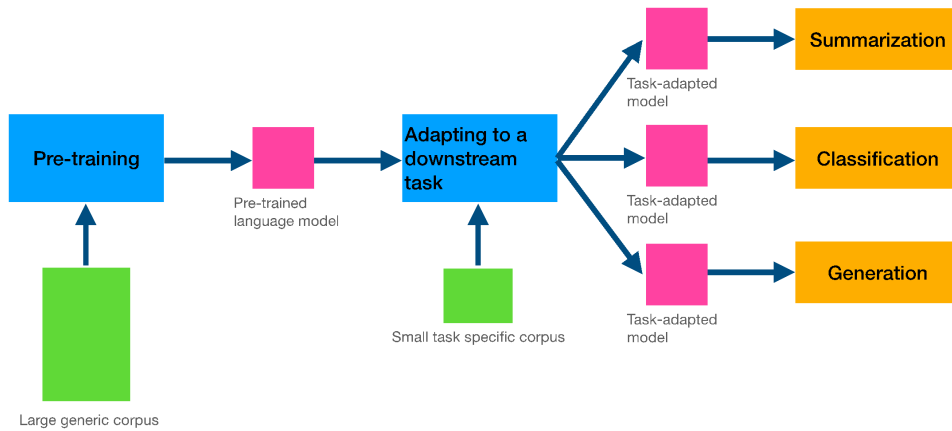 Pre-training
Large generic corpus
Pre-trained
language model
Adapting to a
downstream
task
Small task specific corpus
Task-adapted
model
Summarization
Task-adapted
model
Classification
Task-adapted
model
Generation